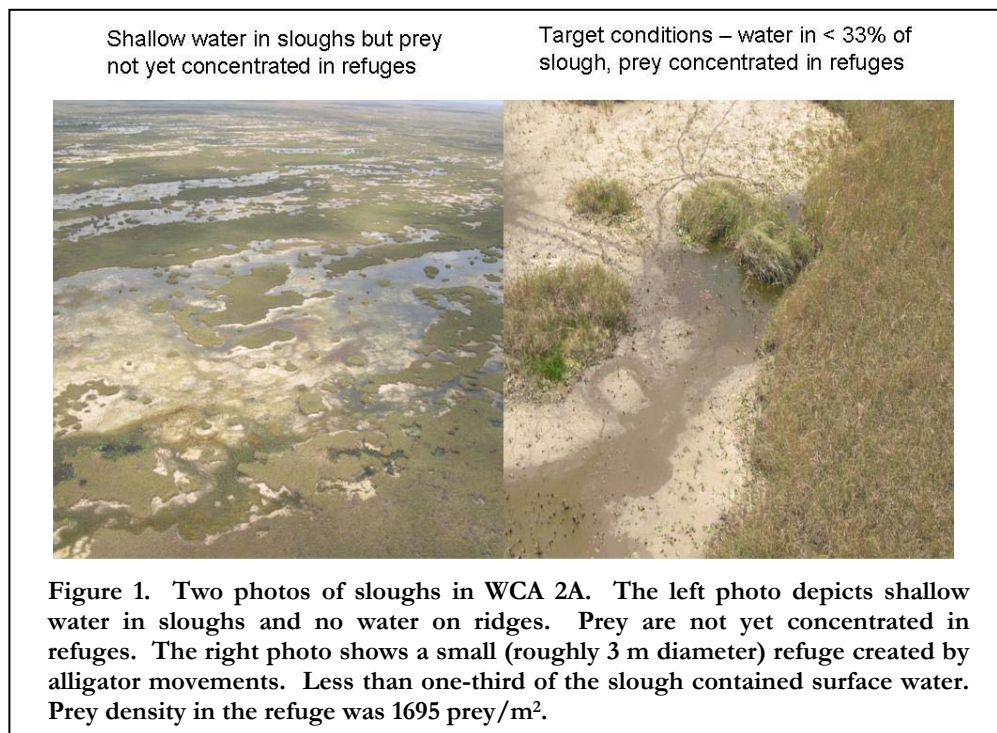 Shallow water in sloughs but prey
not yet concentrated in refuges
Target conditions – water in < 33% of
slough, prey concentrated in refuges
Figure 1. Two photos of sloughs in WCA 2A. The left photo depicts shallow
water in sloughs and no water on ridges. Prey are not yet concentrated in
refuges. The right photo shows a small (roughly 3 m diameter) refuge created by
alligator movements. Less than one-third of the slough contained surface water.
Prey density in the refuge was 1695 prey/m².